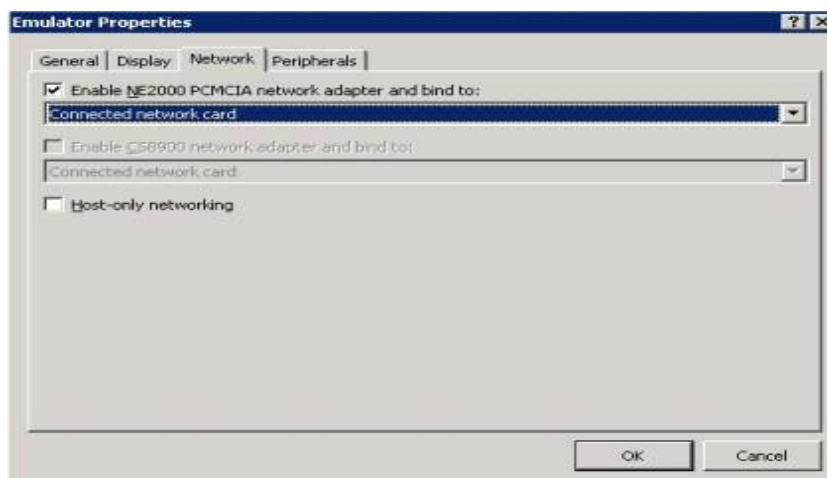 Emulator Properties
General Display Network Peripherals
Enable NE2000 PCMCIA network adapter and bind to:
Connected network card
Enable CS8900 network adapter and bind to:
Connected network card
Host-only networking
OK Cancel